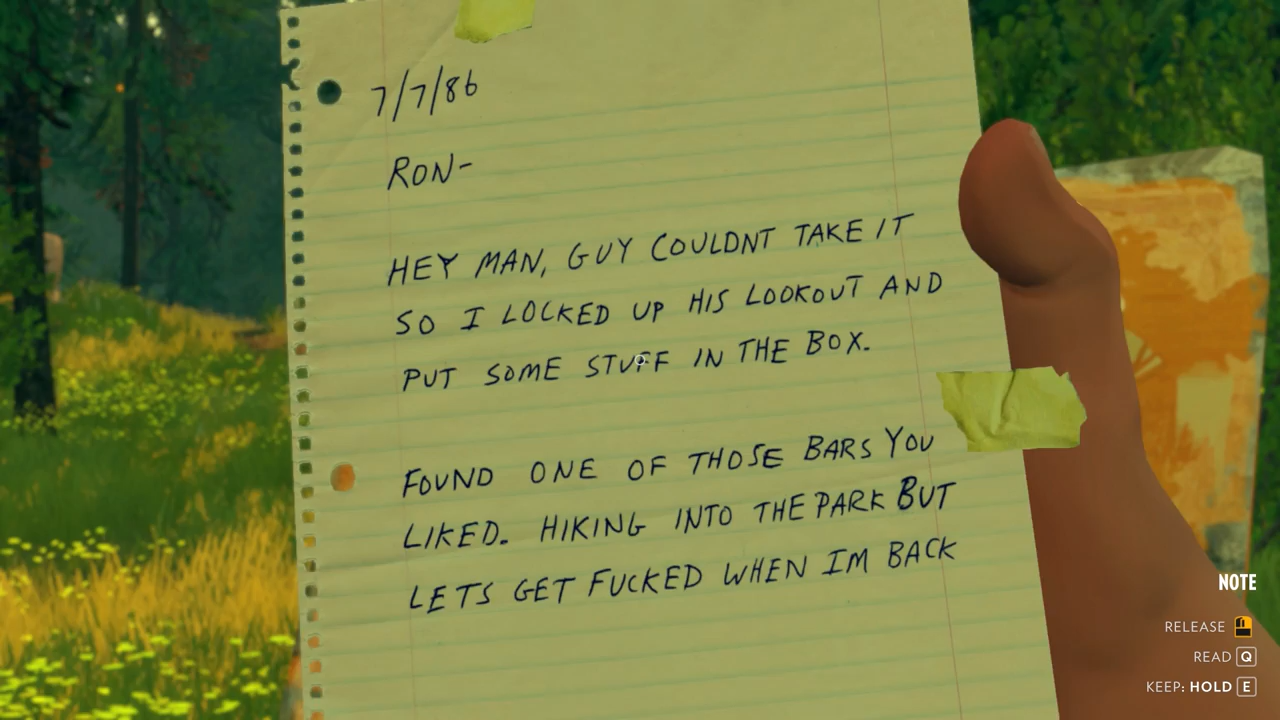 7/7/86
RON-
HEY MAN, GUY COULDNT TAKE IT
SO I LOCKED UP HIS LOOKOUT AND
PUT SOME STUFF IN THE BOX.
FOUND ONE OF THOSE BARS YOU
LIKED. HIKING INTO THE PARK BUT
LETS GET FUCKED WHEN IM BACK
NOTE
RELEASE
READ Q
KEEP: HOLD E